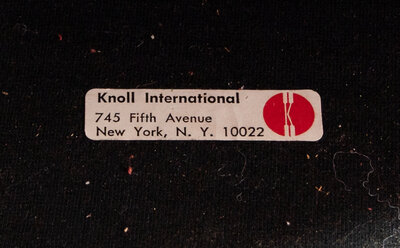 Knoll International
745 Fifth Avenue
New York, N. Y. 10022
K